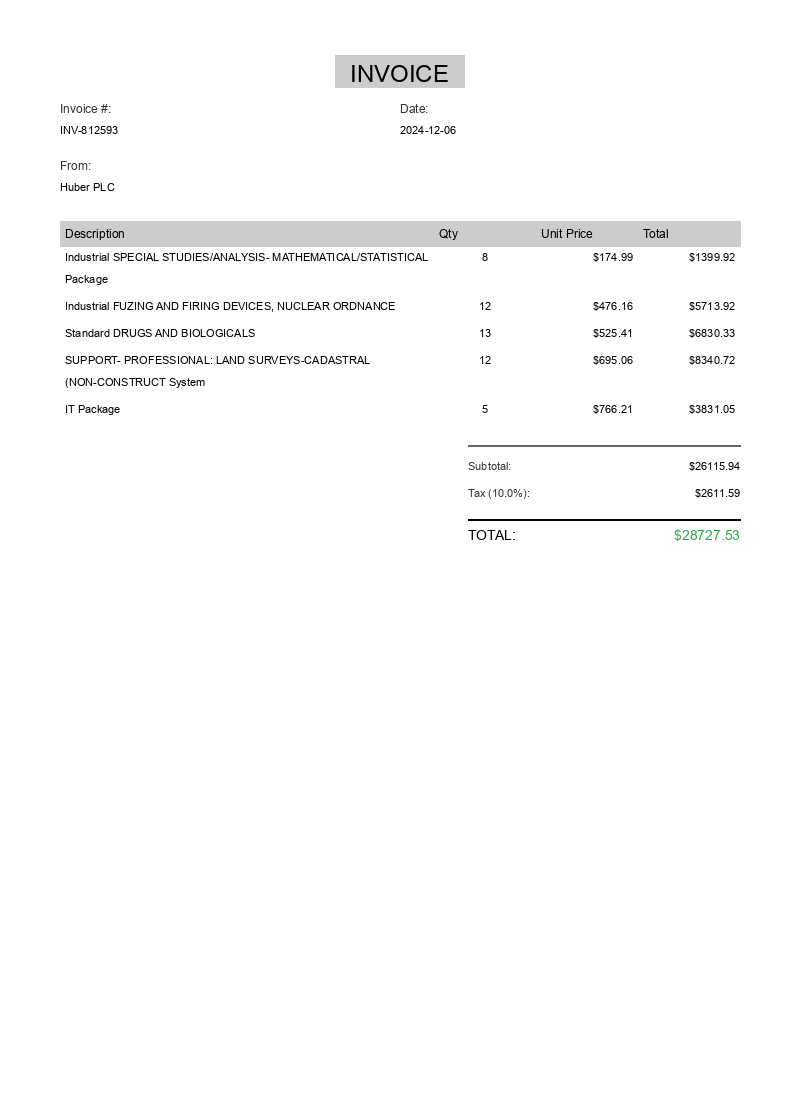 INVOICE
Invoice #: Date:
INV-812593 2024-12-06
From:
Huber PLC
Description Qty Unit Price Total
Industrial SPECIAL STUDIES/ANALYSIS- MATHEMATICAL/STATISTICAL 8 $174.99 $1399.92
Package
Industrial FUZING AND FIRING DEVICES, NUCLEAR ORDNANCE 12 $476.16 $5713.92
Standard DRUGS AND BIOLOGICALS 13 $525.41 $6830.33
SUPPORT- PROFESSIONAL: LAND SURVEYS-CADASTRAL 12 $695.06 $8340.72
(NON-CONSTRUCT System
IT Package 5 $766.21 $3831.05
Subtotal: $26115.94
Tax (10.0%): $2611.59
TOTAL: $28727.53